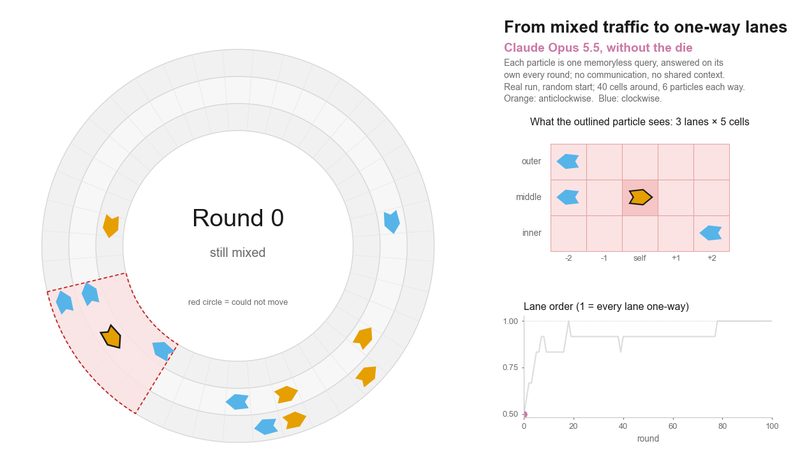 From mixed traffic to one-way lanes
Claude Opus 5.5, without the die
Each particle is one memoryless query, answered on its
own every round; no communication, no shared context.
Real run, random start; 40 cells around, 6 particles each way.
Orange: anticlockwise.  Blue: clockwise.
Round 0
still mixed
red circle = could not move
What the outlined particle sees: 3 lanes × 5 cells
outer
middle
inner
-2 -1 self +1 +2
Lane order (1 = every lane one-way)
1.00
0.75
0.50
0 20 40 60 80 100
round